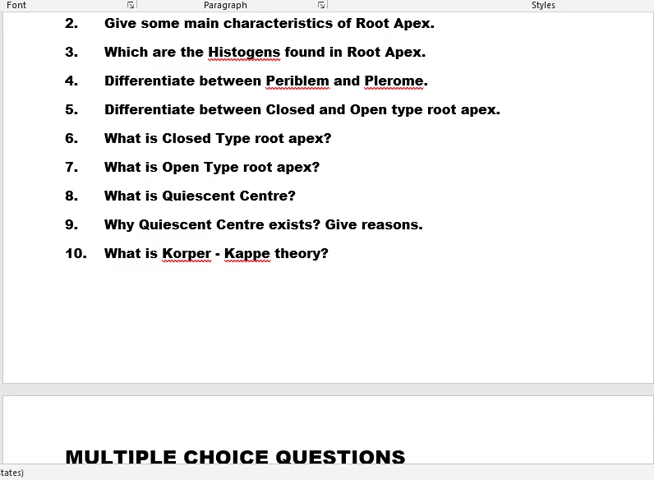 Font Paragraph Styles
2. Give some main characteristics of Root Apex.
3. Which are the Histogens found in Root Apex.
4. Differentiate between Periblem and Plerome.
5. Differentiate between Closed and Open type root apex.
6. What is Closed Type root apex?
7. What is Open Type root apex?
8. What is Quiescent Centre?
9. Why Quiescent Centre exists? Give reasons.
10. What is Korper - Kappe theory?
MULTIPLE CHOICE QUESTIONS
tates)